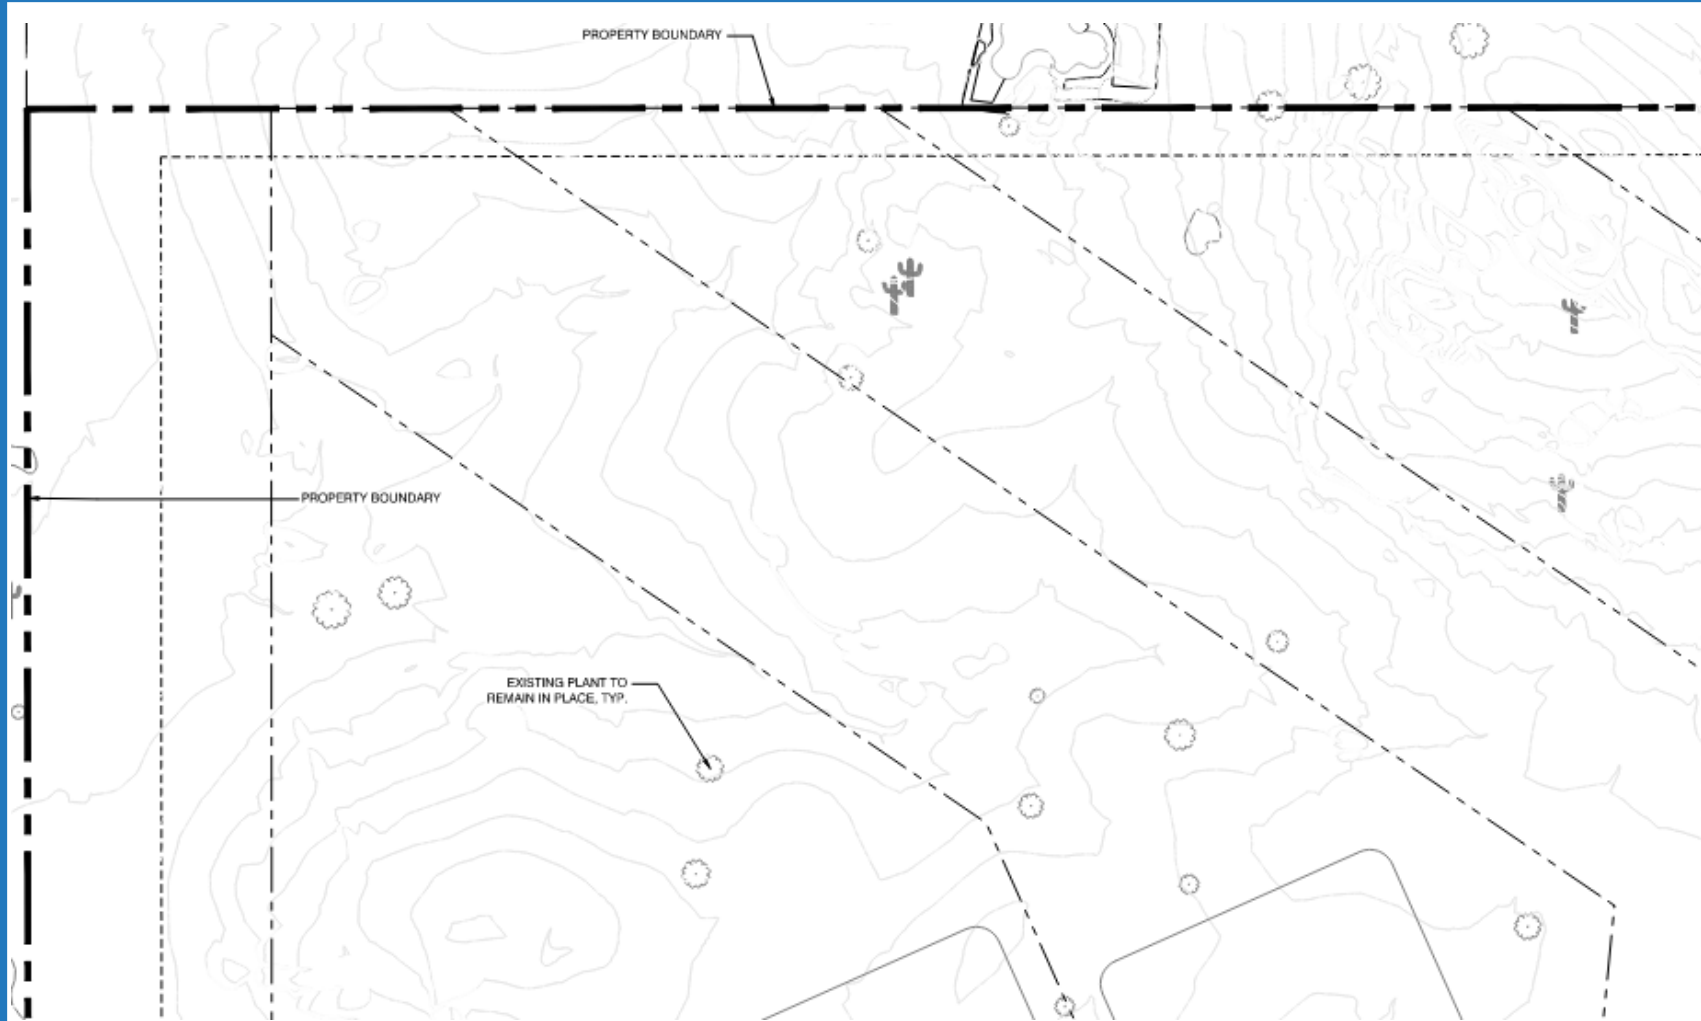 PROPERTY BOUNDARY
PROPERTY BOUNDARY
EXISTING PLANT TO
REMAIN IN PLACE, TYP.